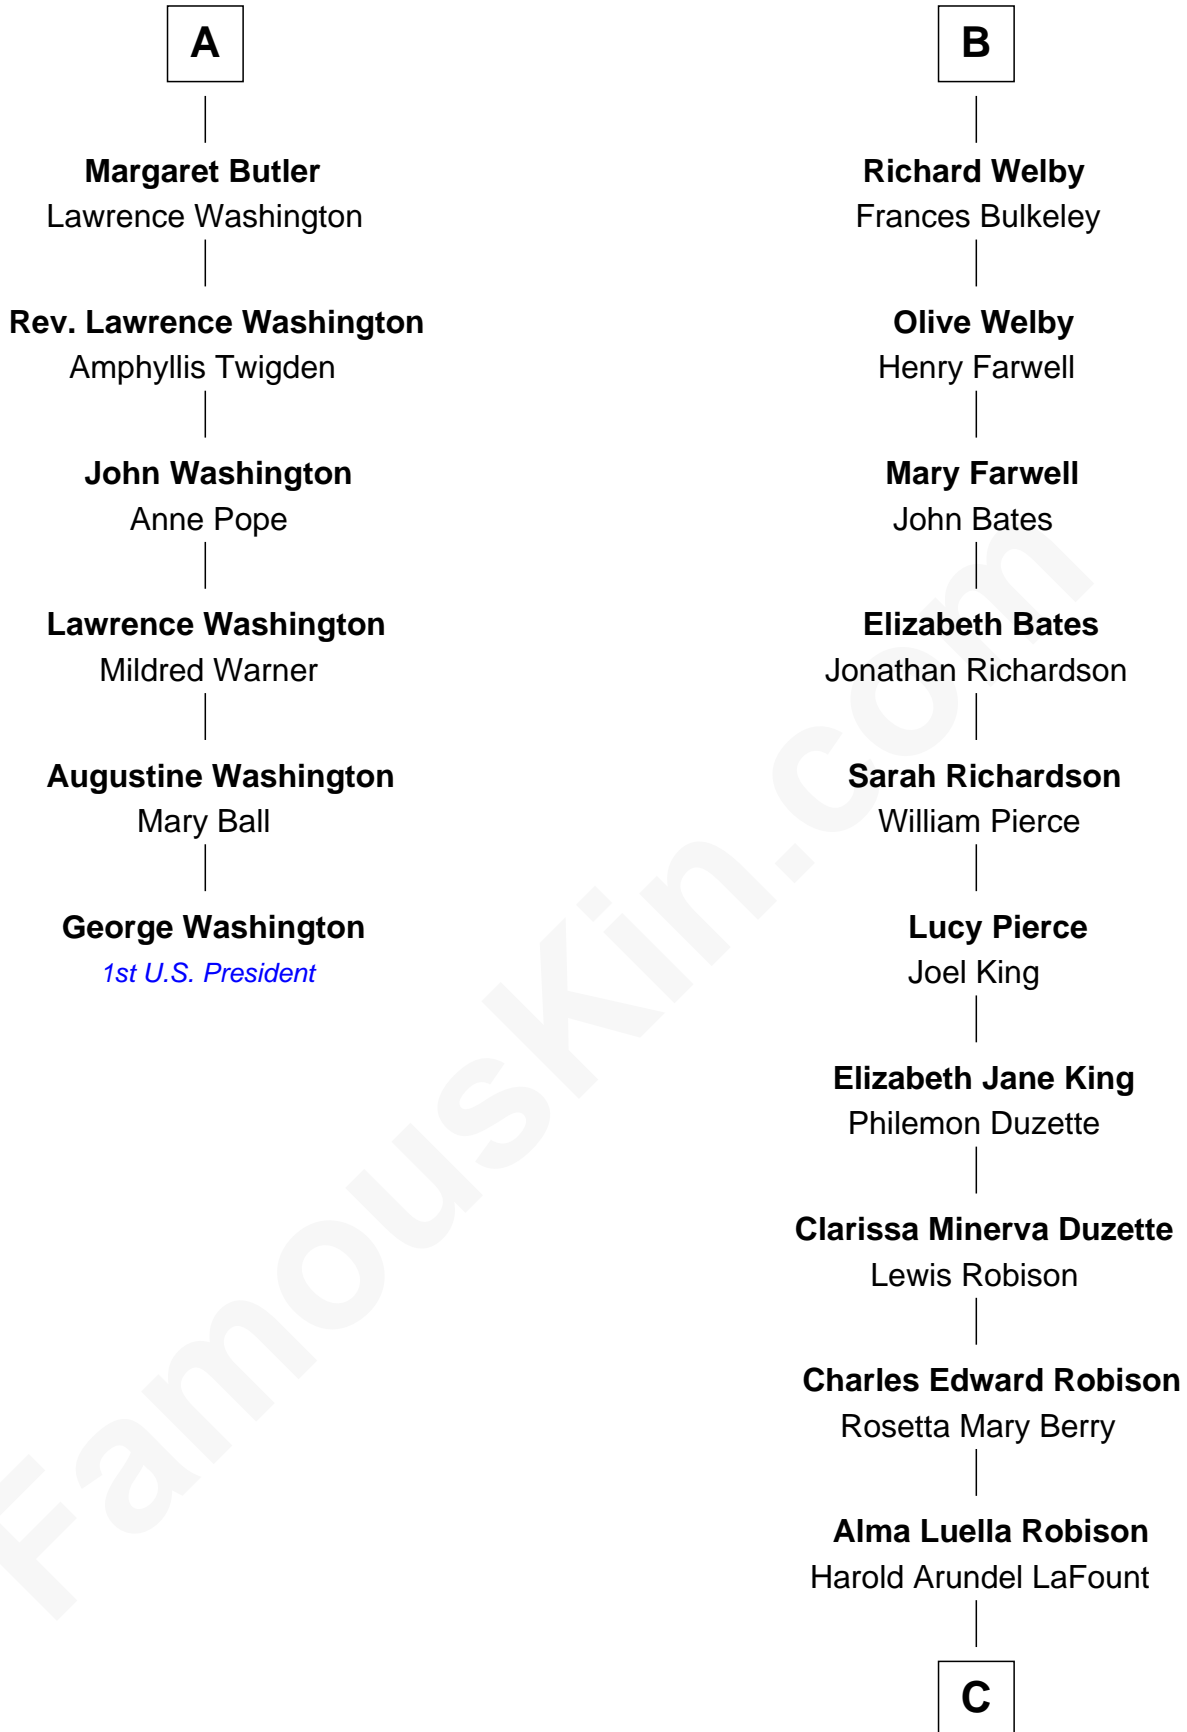 A
Margaret Butler
Lawrence Washington
Rev. Lawrence Washington
Amphyllis Twigden
John Washington
Anne Pope
Lawrence Washington
Mildred Warner
Augustine Washington
Mary Ball
George Washington
1st U.S. President
B
Richard Welby
Frances Bulkeley
Olive Welby
Henry Farwell
Mary Farwell
John Bates
Elizabeth Bates
Jonathan Richardson
Sarah Richardson
William Pierce
Lucy Pierce
Joel King
Elizabeth Jane King
Philemon Duzette
Clarissa Minerva Duzette
Lewis Robison
Charles Edward Robison
Rosetta Mary Berry
Alma Luella Robison
Harold Arundel LaFount
C
FamousKin.com